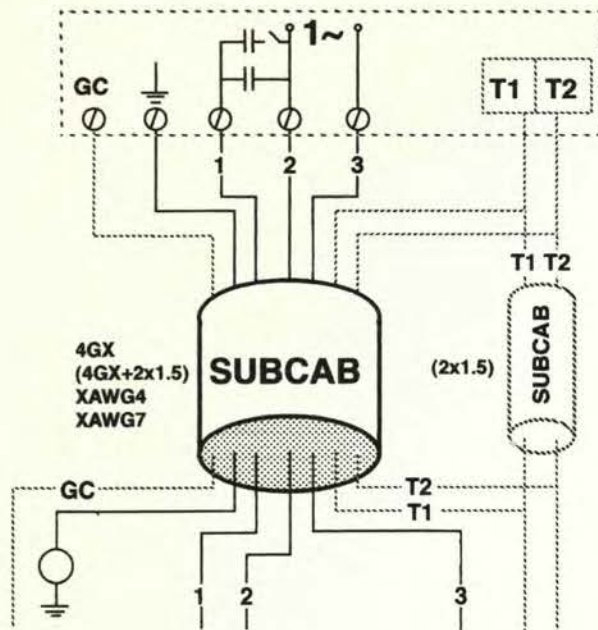 1~
GC
T1 T2
1 2 3
T1 T2
4GX
(4GX+2x1.5)
XAWG4
XAWG7
SUBCAB
(2x1.5)
SUBCAB
GC
T2
T1
1 2 3